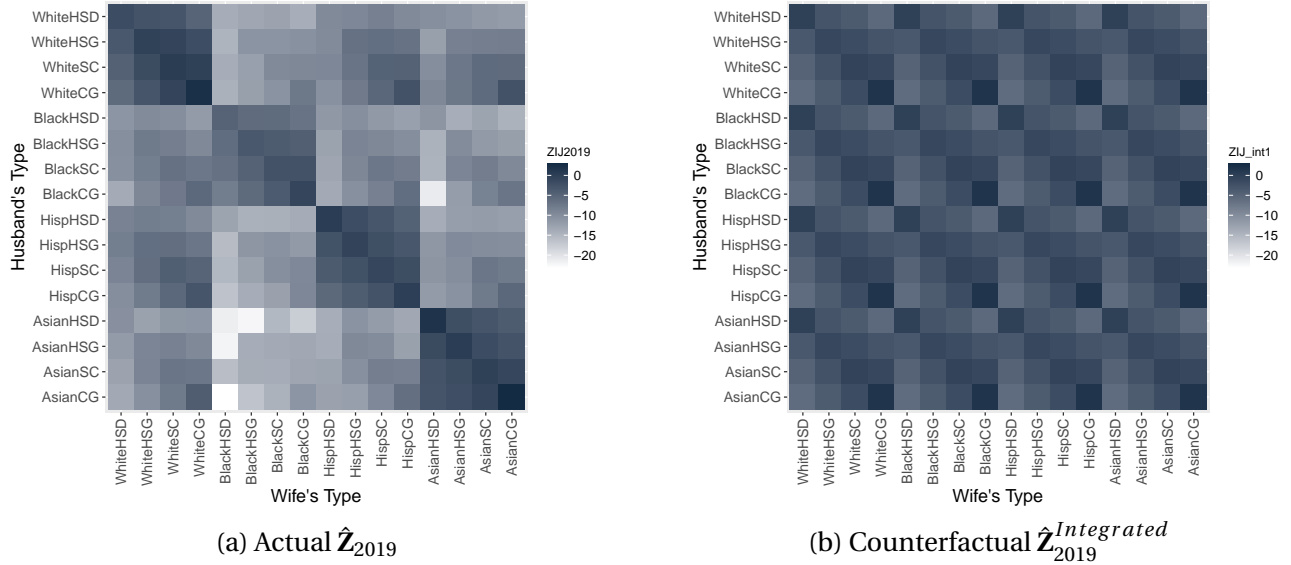 WhiteHSD
WhiteHSG
WhiteSC
WhiteCG
BlackHSD
BlackHSG
BlackSC
BlackCG
HispHSD
HispHSG
HispSC
HispCG
AsianHSD
AsianHSG
AsianSC
AsianCG
Husband's Type
WhiteHSD
WhiteHSG
WhiteSC
WhiteCG
BlackHSD
BlackHSG
BlackSC
BlackCG
HispHSD
HispHSG
HispSC
HispCG
AsianHSD
AsianHSG
AsianSC
AsianCG
Wife's Type
ZIJ2019
0
−5
−10
−15
−20
(a) Actual Ẑ₂₀₁₉
WhiteHSD
WhiteHSG
WhiteSC
WhiteCG
BlackHSD
BlackHSG
BlackSC
BlackCG
HispHSD
HispHSG
HispSC
HispCG
AsianHSD
AsianHSG
AsianSC
AsianCG
Husband's Type
WhiteHSD
WhiteHSG
WhiteSC
WhiteCG
BlackHSD
BlackHSG
BlackSC
BlackCG
HispHSD
HispHSG
HispSC
HispCG
AsianHSD
AsianHSG
AsianSC
AsianCG
Wife's Type
ZIJ_int1
0
−5
−10
−15
−20
(b) Counterfactual Ẑ₂₀₁₉^Integrated